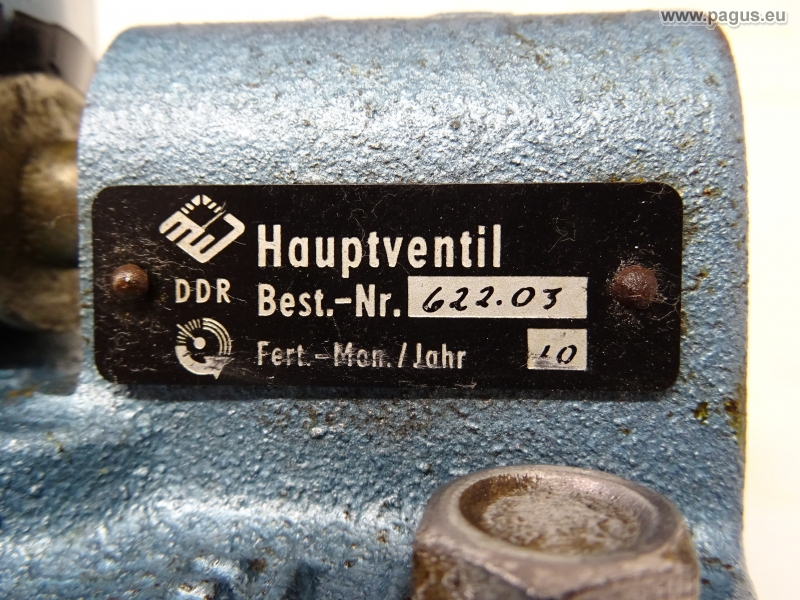 www.pagus.eu
Hauptventil
DDR
Best.-Nr. 622.03
Fert.-Mon./Jahr 10